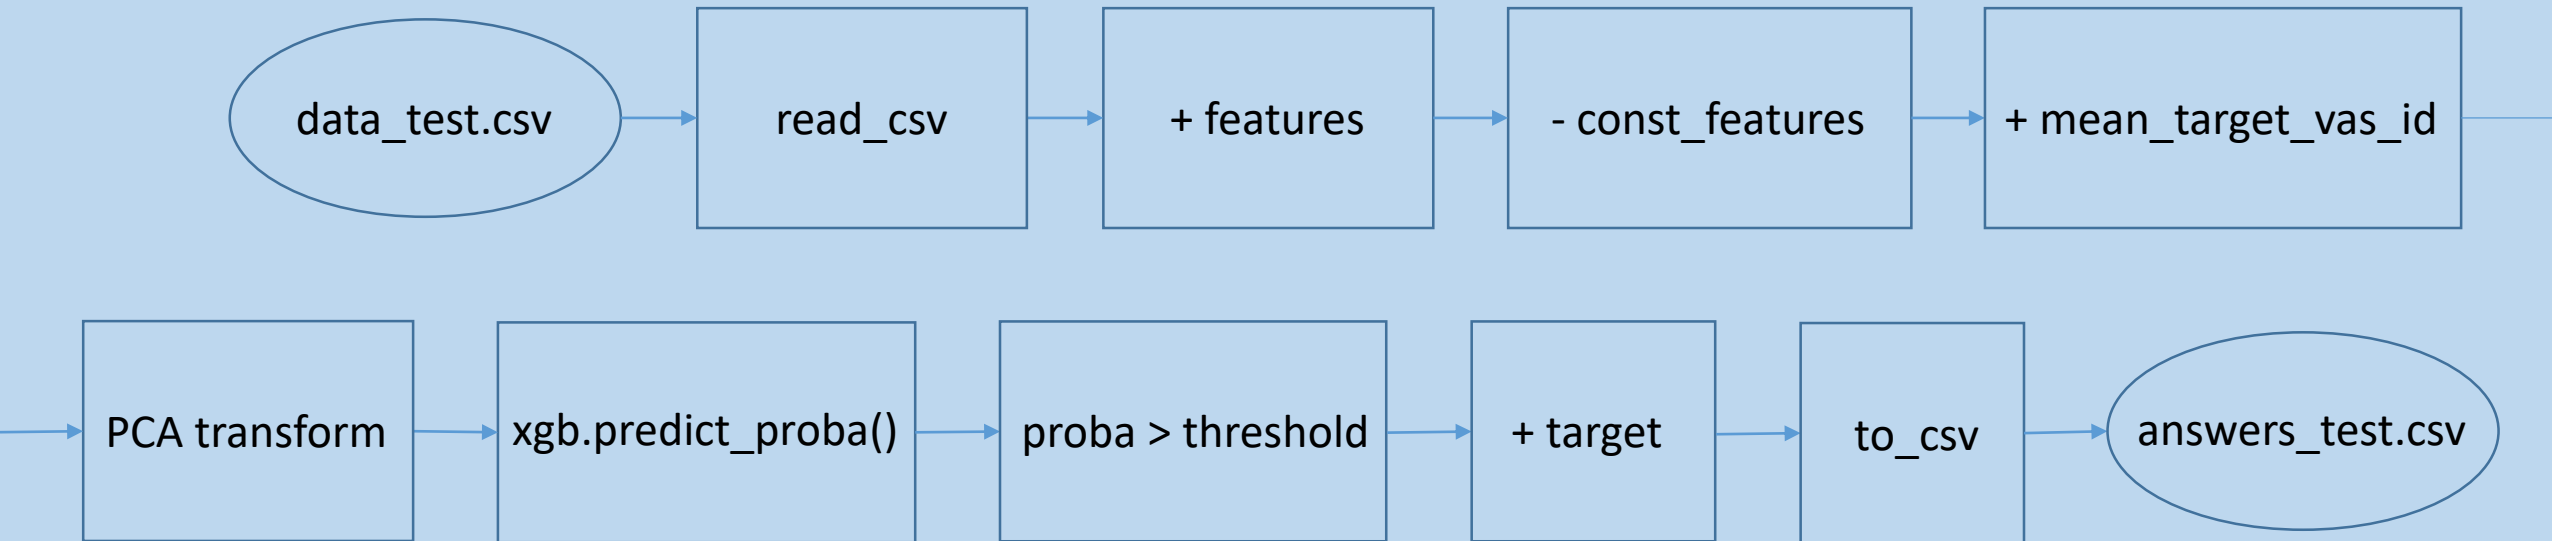 data_test.csv
read_csv
+ features
- const_features
+ mean_target_vas_id
PCA transform
xgb.predict_proba()
proba > threshold
+ target
to_csv
answers_test.csv